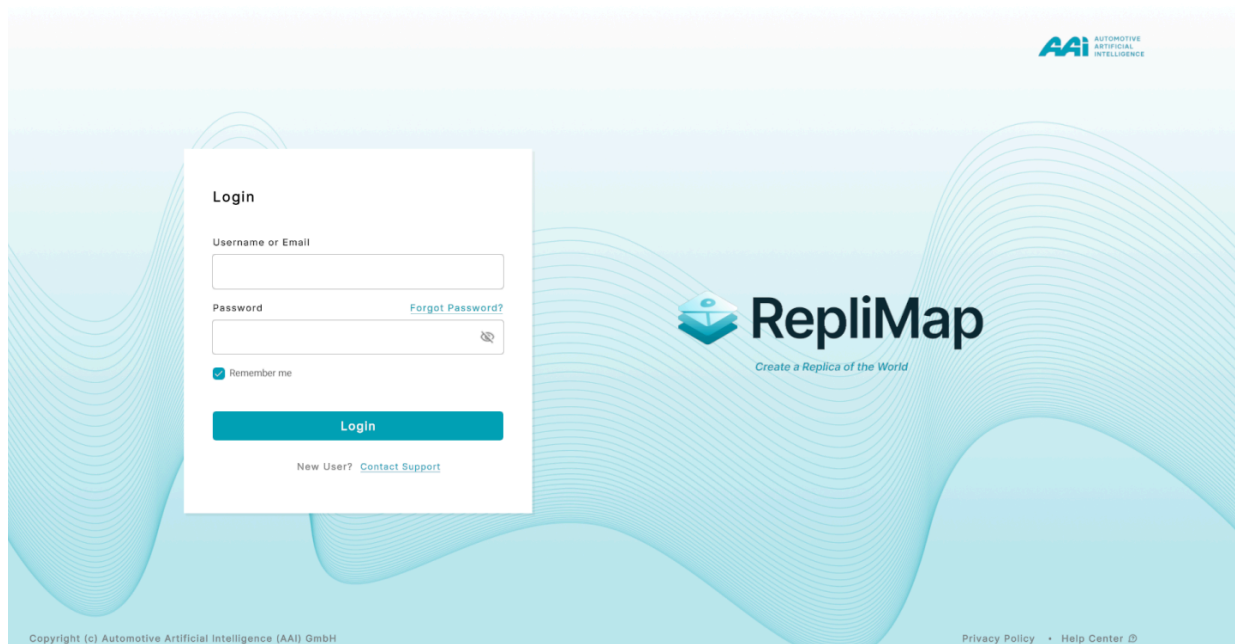 AAi AUTOMOTIVE
ARTIFICIAL
INTELLIGENCE
Login
Username or Email
Password Forgot Password?
Remember me
Login
New User? Contact Support
RepliMap
Create a Replica of the World
Copyright (c) Automotive Artificial Intelligence (AAI) GmbH
Privacy Policy • Help Center